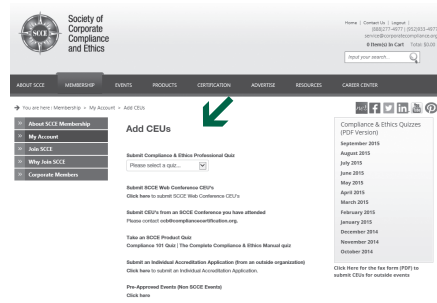 SCCE
Society of
Corporate
Compliance
and Ethics
Home | Contact Us | Logout |
(888)277-4977 | (952)933-4977
service@corporatecompliance.org
0 Item(s) In Cart Total: $0.00
Input your search..
ABOUT SCCE MEMBERSHIP EVENTS PRODUCTS CERTIFICATION ADVERTISE RESOURCES CAREER CENTER
You are here : Membership » My Account » Add CEUs
» About SCCE Membership
» My Account
» Join SCCE
» Why Join SCCE
» Corporate Members
Add CEUs
Submit Compliance & Ethics Professional Quiz
Please select a quiz...
Submit SCCE Web Conference CEU's
Click here to submit SCCE Web Conference CEU's
Submit CEU's from an SCCE Conference you have attended
Please contact ccb@compliancecertification.org.
Take an SCCE Product Quiz
Compliance 101 Quiz | The Complete Compliance & Ethics Manual quiz
Submit an Individual Accreditation Application (from an outside organization)
Click here to submit an Individual Accreditation Application.
Pre-Approved Events (Non SCCE Events)
Click here
Compliance & Ethics Quizzes
(PDF Version)
September 2015
August 2015
July 2015
June 2015
May 2015
April 2015
March 2015
February 2015
January 2015
December 2014
November 2014
October 2014
Click Here for the fax form (PDF) to
submit CEUs for outside events